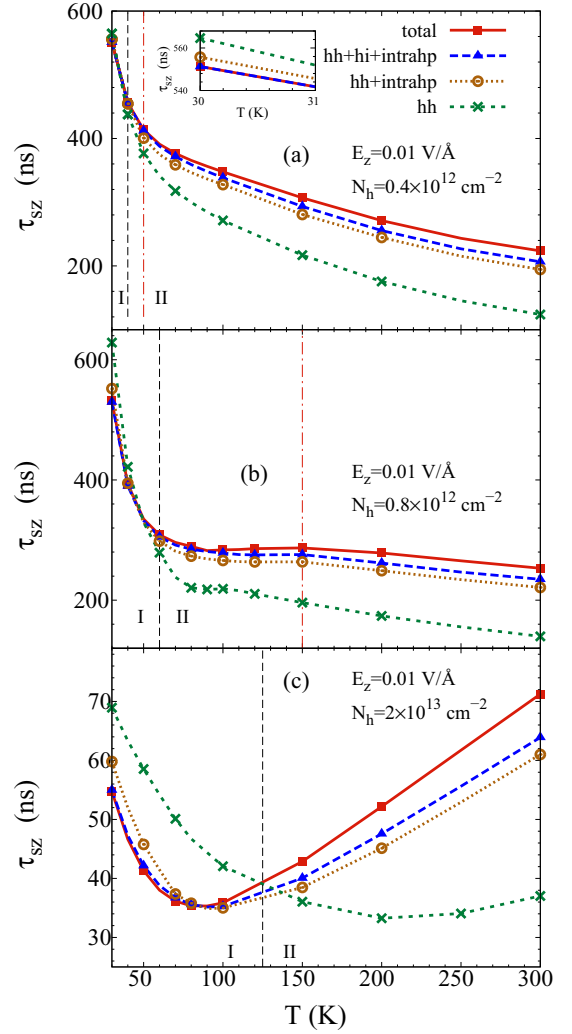 total
hh+hi+intrahp
hh+intrahp
hh
τsz (ns)
560
540
30
31
T (K)
600
400
200
(a)
Ez=0.01 V/Å
Nh=0.4×10^12 cm^−2
I
II
τsz (ns)
600
400
200
(b)
Ez=0.01 V/Å
Nh=0.8×10^12 cm^−2
I
II
τsz (ns)
70
60
50
40
30
(c)
Ez=0.01 V/Å
Nh=2×10^13 cm^−2
I
II
50 100 150 200 250 300
T (K)
τsz (ns)